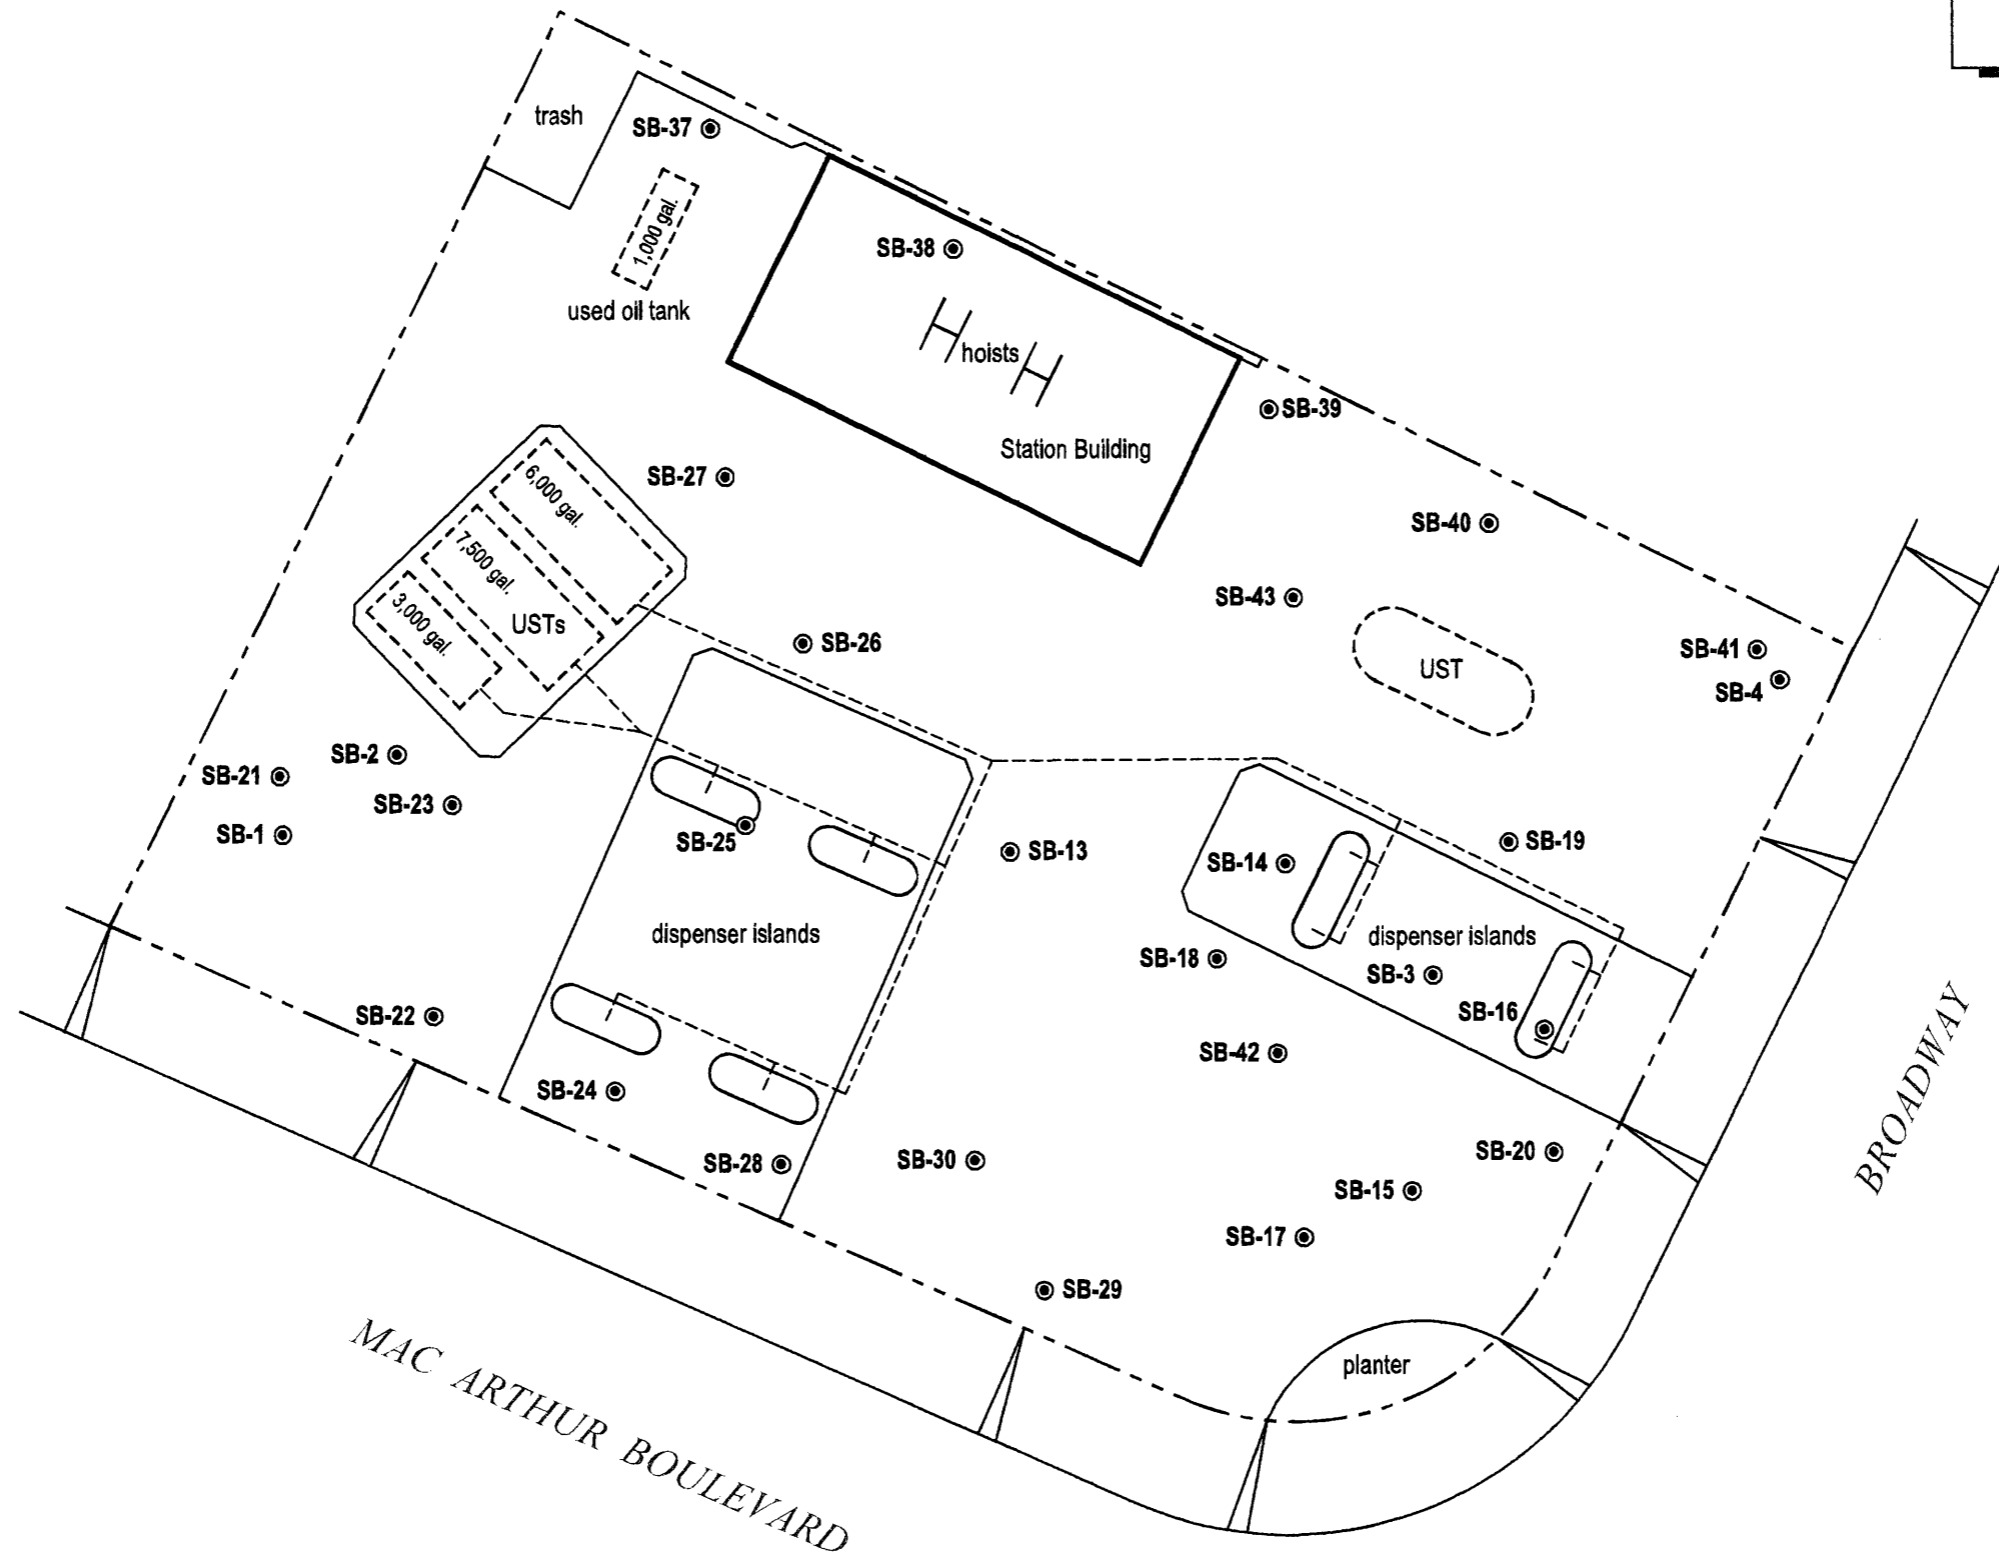 trash
SB-37
1,000 gal.
used oil tank
SB-38
hoists
Station Building
SB-39
SB-27
6,000 gal.
7,500 gal.
3,000 gal.
USTs
SB-40
SB-43
SB-26
UST
SB-41
SB-4
SB-2
SB-21
SB-23
SB-1
SB-25
SB-13
SB-14
SB-19
dispenser islands
dispenser islands
SB-18
SB-3
SB-16
SB-22
SB-42
SB-24
SB-28
SB-30
SB-20
SB-15
SB-17
SB-29
planter
BROADWAY
MAC ARTHUR BOULEVARD